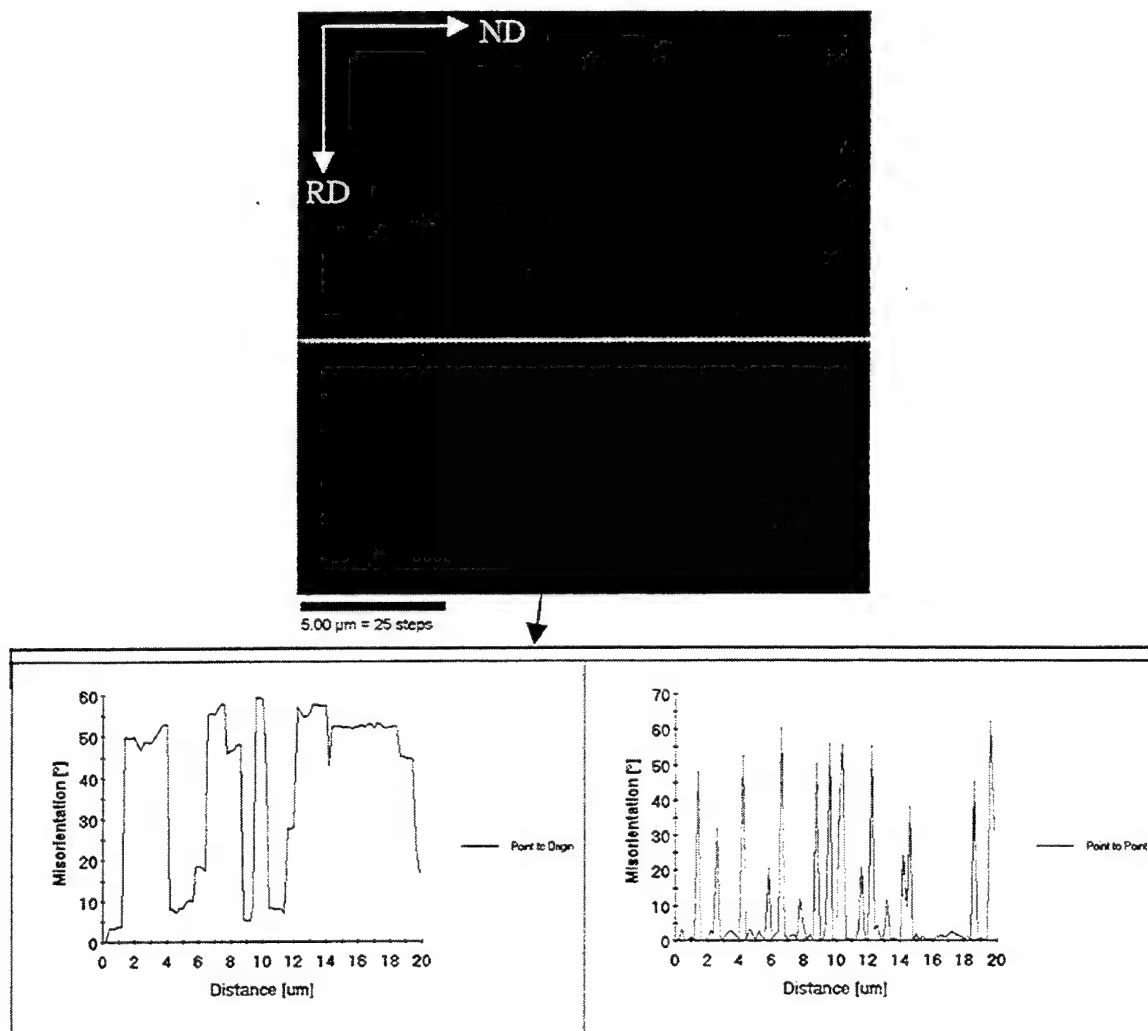 ND
RD
5.00 µm = 25 steps
60
50
40
30
20
10
0
Misorientation [°]
0 2 4 6 8 10 12 14 16 18 20
Distance [um]
Point to Origin
70
60
50
40
30
20
10
0
Misorientation [°]
0 2 4 6 8 10 12 14 16 18 20
Distance [um]
Point to Point